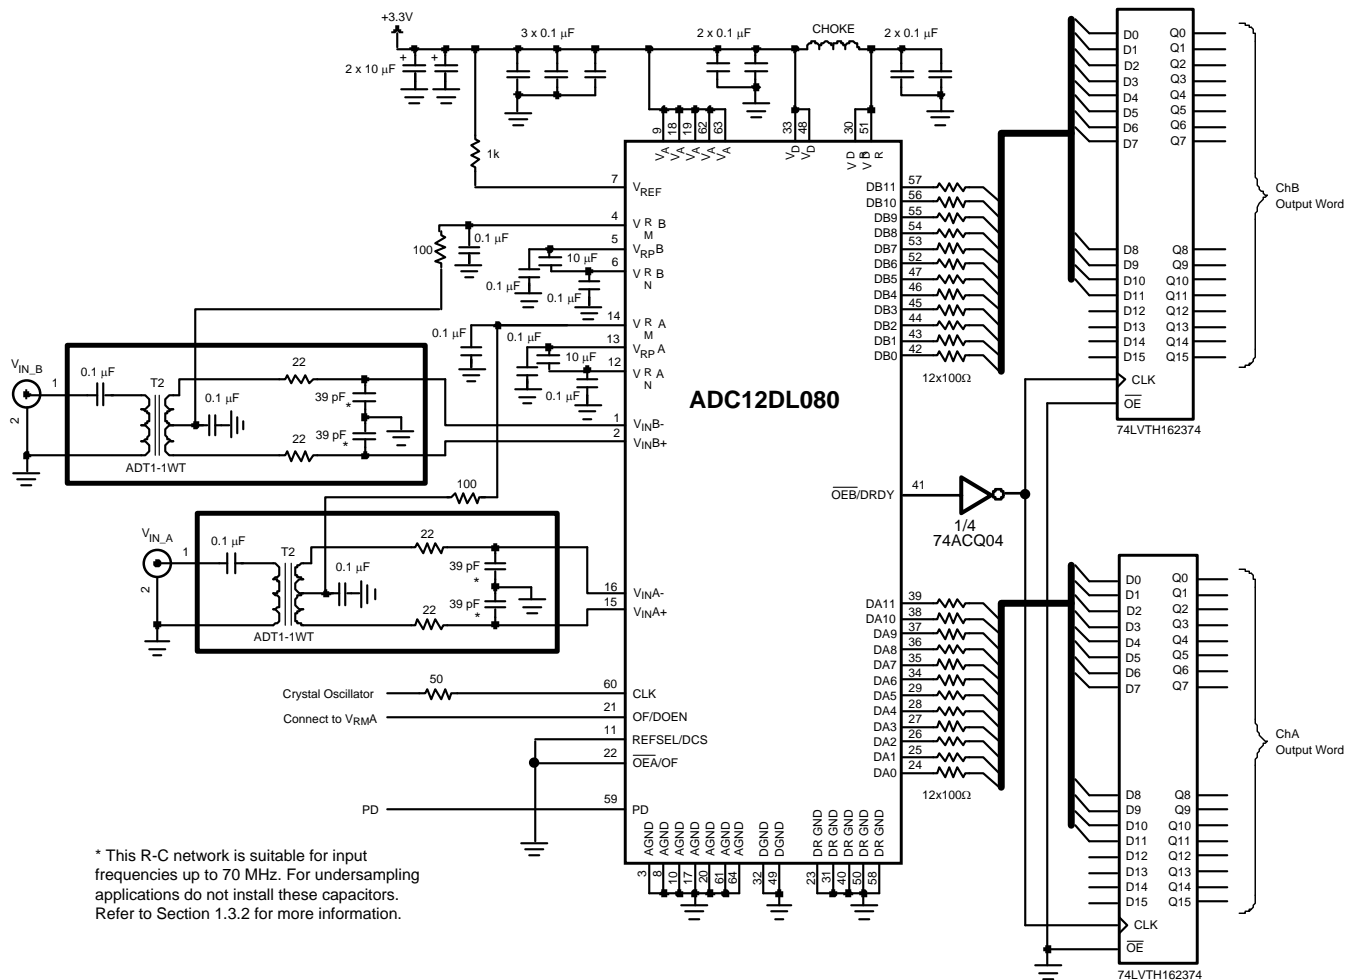 +3.3V
2 x 10 µF
+
+
3 x 0.1 µF
2 x 0.1 µF
CHOKE
2 x 0.1 µF
1k
9
18
19
62
63
33
48
30
51
VA
VA
VA
VA
VA
VD
VD
VDR
VDR
7
VREF
4
VRMB
100
0.1 µF
5
VRPB
10 µF
6
VRNB
0.1 µF
0.1 µF
14
VRMA
0.1 µF
13
VRPA
0.1 µF
10 µF
12
VRNA
0.1 µF
VIN_B
1
2
0.1 µF
T2
0.1 µF
22
39 pF
*
39 pF
*
22
ADT1-1WT
1
VINB-
2
VINB+
100
VIN_A
1
2
0.1 µF
T2
0.1 µF
22
39 pF
*
39 pF
*
22
ADT1-1WT
16
VINA-
15
VINA+
Crystal Oscillator
50
60
CLK
Connect to VRMA
21
OF/DOEN
11
REFSEL/DCS
22
OEA/OF
PD
59
PD
ADC12DL080
DB11
57
DB10
56
DB9
55
DB8
54
DB7
53
DB6
52
DB5
47
DB4
46
DB3
45
DB2
44
DB1
43
DB0
42
12x100Ω
OEB/DRDY
41
1/4
74ACQ04
DA11
39
DA10
38
DA9
37
DA8
36
DA7
35
DA6
34
DA5
29
DA4
28
DA3
27
DA2
26
DA1
25
DA0
24
12x100Ω
AGND
AGND
AGND
AGND
AGND
AGND
AGND
DGND
DGND
DR GND
DR GND
DR GND
DR GND
DR GND
3
8
10
17
20
61
64
32
49
23
31
40
50
58
D0
Q0
D1
Q1
D2
Q2
D3
Q3
D4
Q4
D5
Q5
D6
Q6
D7
Q7
D8
Q8
D9
Q9
D10
Q10
D11
Q11
D12
Q12
D13
Q13
D14
Q14
D15
Q15
CLK
OE
74LVTH162374
ChB
Output Word
D0
Q0
D1
Q1
D2
Q2
D3
Q3
D4
Q4
D5
Q5
D6
Q6
D7
Q7
D8
Q8
D9
Q9
D10
Q10
D11
Q11
D12
Q12
D13
Q13
D14
Q14
D15
Q15
CLK
OE
74LVTH162374
ChA
Output Word
* This R-C network is suitable for input
frequencies up to 70 MHz. For undersampling
applications do not install these capacitors.
Refer to Section 1.3.2 for more information.